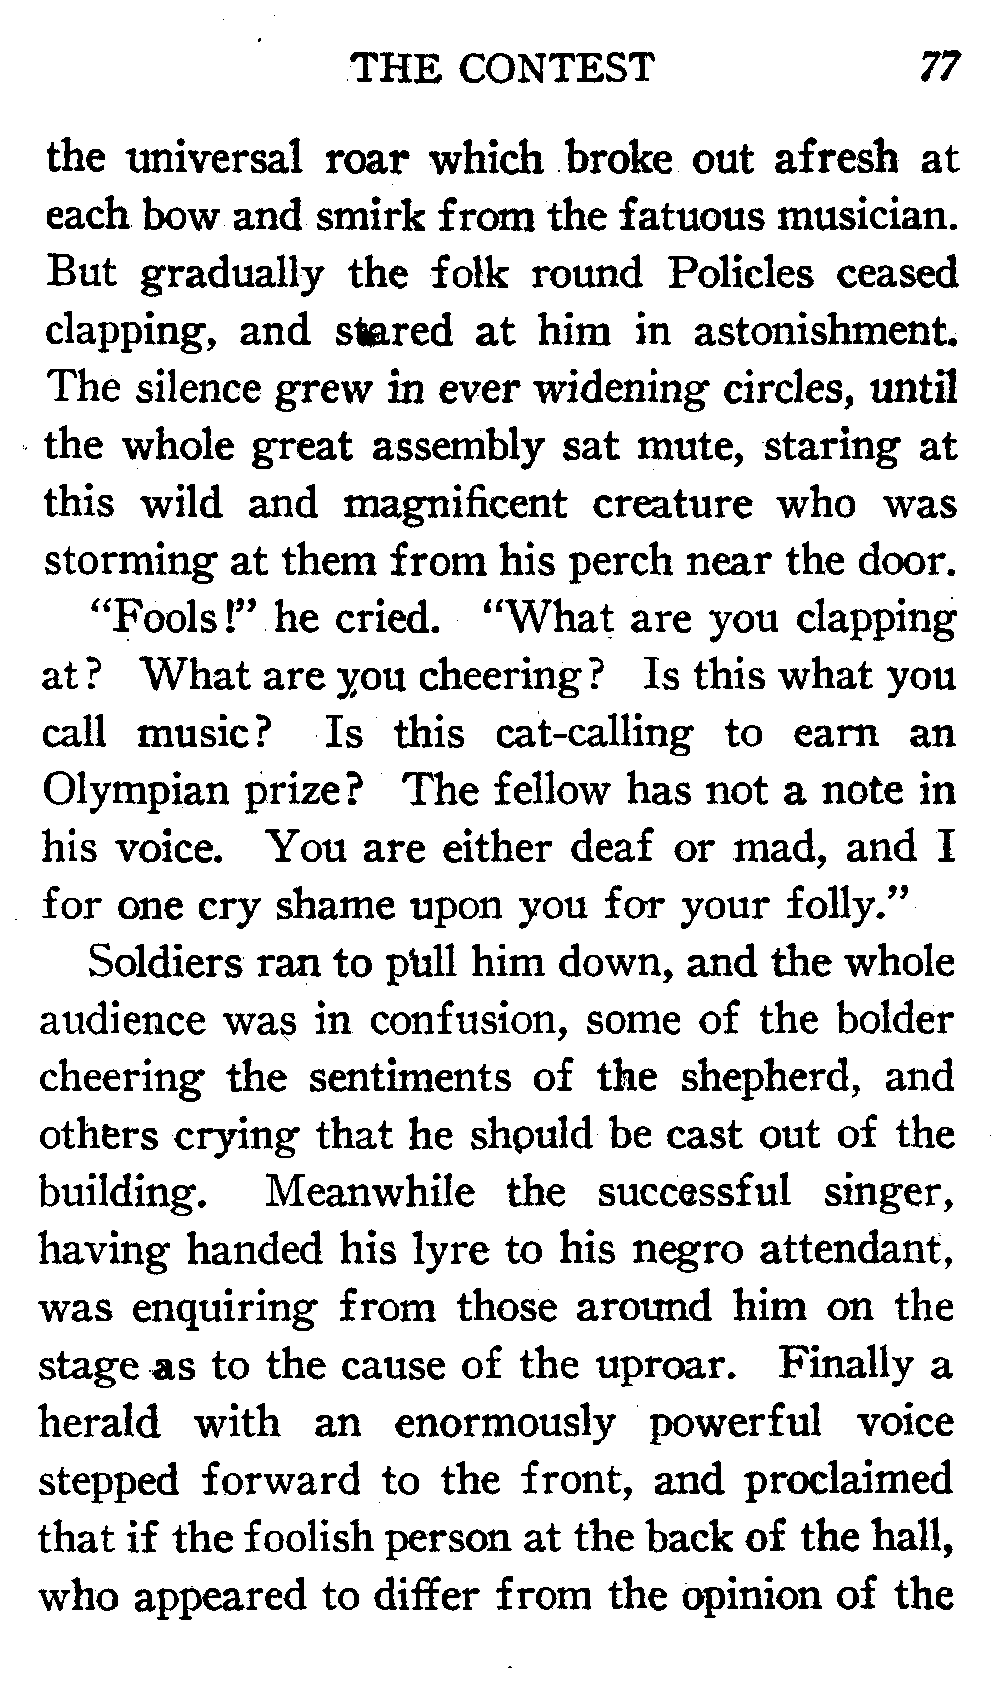 THE CONTEST 77
the universal roar which broke out afresh at
each bow and smirk from the fatuous musician.
But gradually the folk round Policles ceased
clapping, and stared at him in astonishment.
The silence grew in ever widening circles, until
the whole great assembly sat mute, staring at
this wild and magnificent creature who was
storming at them from his perch near the door.
“Fools!” he cried. “What are you clapping
at? What are you cheering? Is this what you
call music? Is this cat-calling to earn an
Olympian prize? The fellow has not a note in
his voice. You are either deaf or mad, and I
for one cry shame upon you for your folly.”
Soldiers ran to pull him down, and the whole
audience was in confusion, some of the bolder
cheering the sentiments of the shepherd, and
others crying that he should be cast out of the
building. Meanwhile the successful singer,
having handed his lyre to his negro attendant,
was enquiring from those around him on the
stage as to the cause of the uproar. Finally a
herald with an enormously powerful voice
stepped forward to the front, and proclaimed
that if the foolish person at the back of the hall,
who appeared to differ from the opinion of the